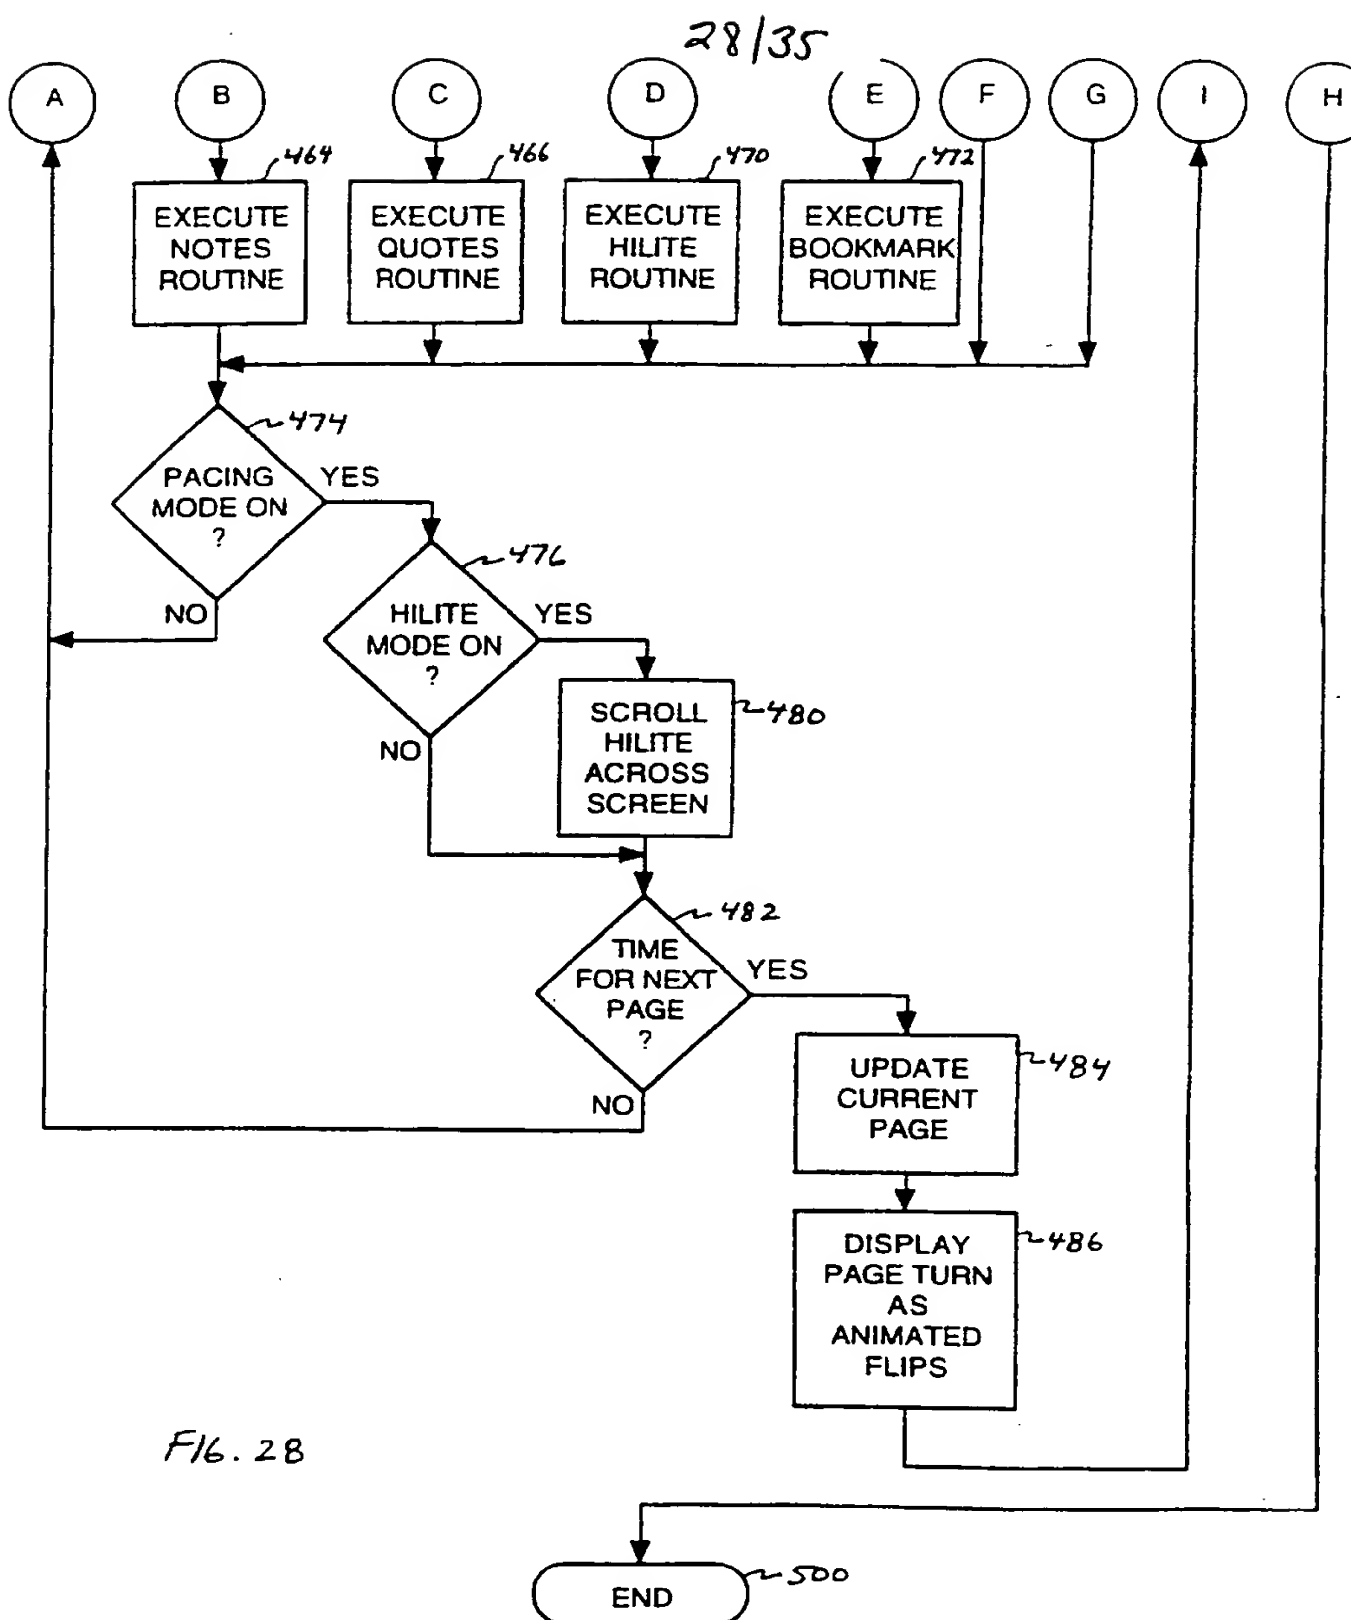 28/35
A
B
C
D
E
F
G
I
H
464
466
470
472
EXECUTE
NOTES
ROUTINE
EXECUTE
QUOTES
ROUTINE
EXECUTE
HILITE
ROUTINE
EXECUTE
BOOKMARK
ROUTINE
474
PACING
MODE ON
?
YES
NO
476
HILITE
MODE ON
?
YES
NO
480
SCROLL
HILITE
ACROSS
SCREEN
482
TIME
FOR NEXT
PAGE
?
YES
NO
484
UPDATE
CURRENT
PAGE
486
DISPLAY
PAGE TURN
AS
ANIMATED
FLIPS
FIG. 28
500
END